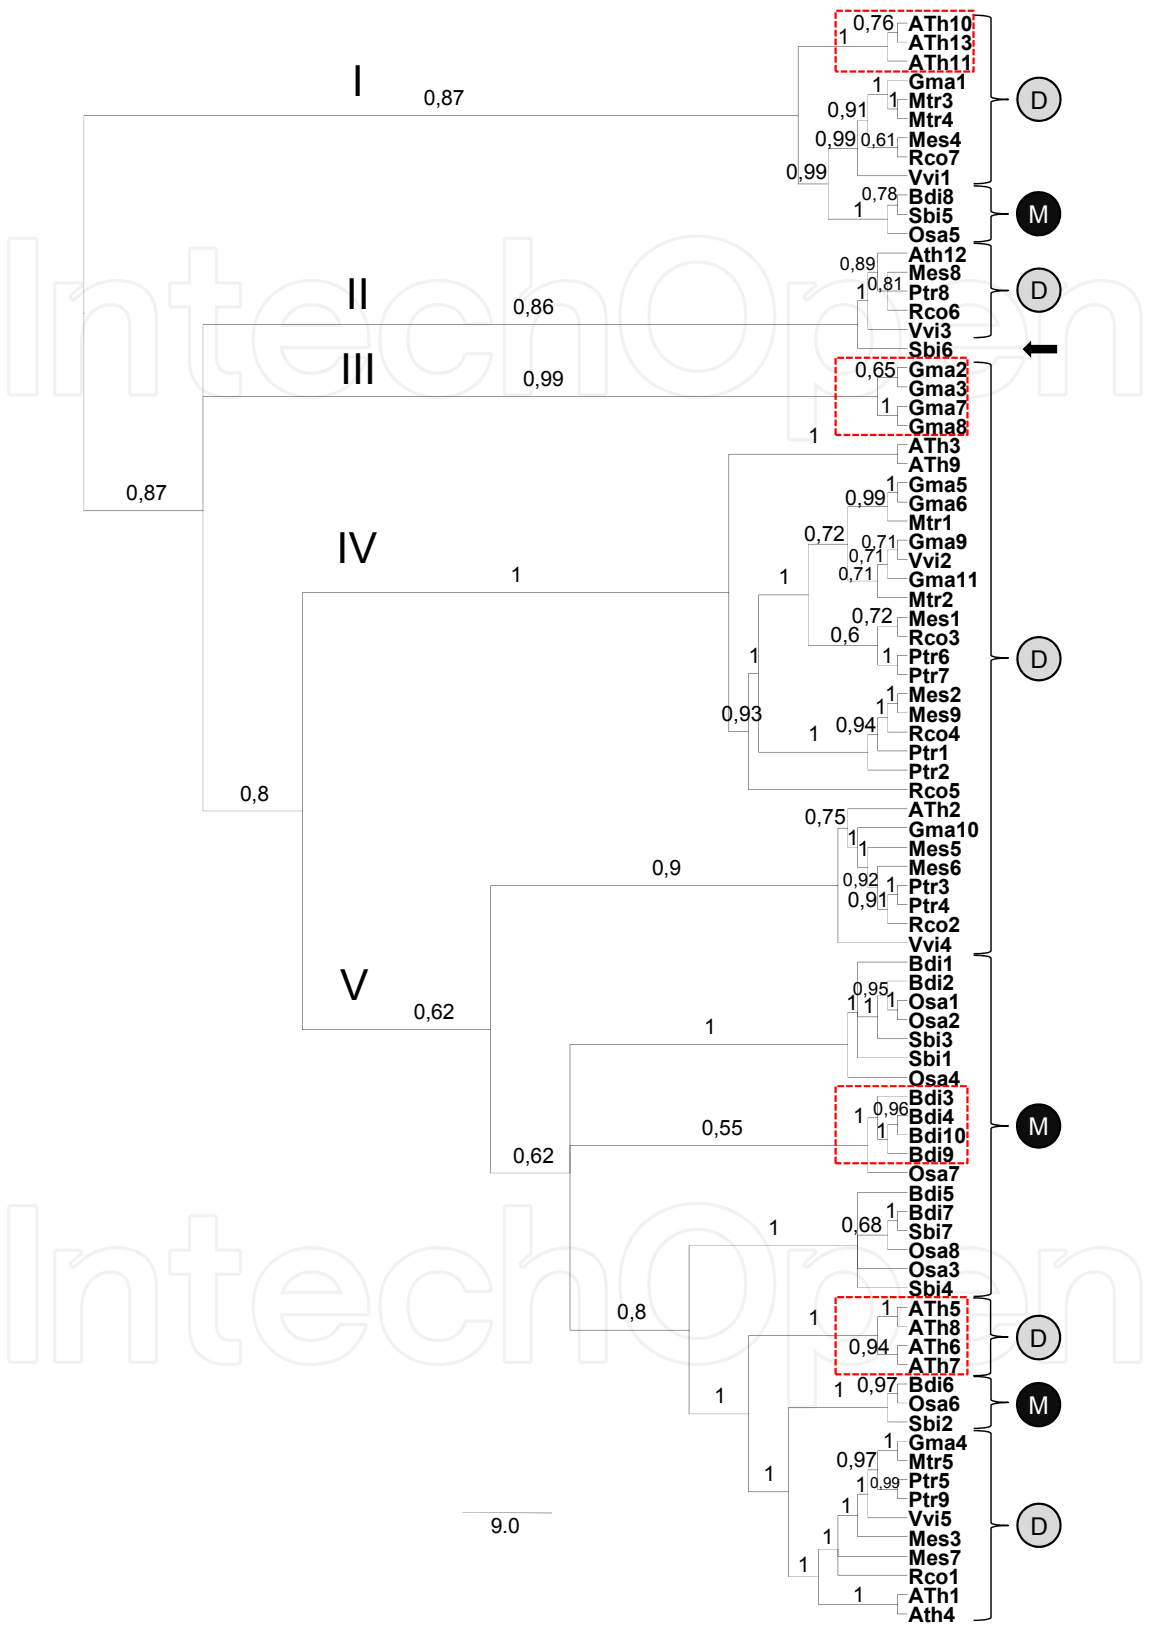 I
0,87
0,76
1
ATh10
ATh13
ATh11
1
Gma1
1
Mtr3
0,91
Mtr4
D
0,99
0,61
Mes4
Rco7
0,99
Vvi1
0,78
Bdi8
1
Sbi5
Osa5
M
II
0,86
Ath12
0,89
Mes8
0,81
1
Ptr8
Rco6
Vvi3
D
Sbi6
III
0,99
0,65
Gma2
Gma3
1
Gma7
Gma8
0,87
IV
1
1
ATh3
ATh9
1
Gma5
0,99
Gma6
Mtr1
0,72
0,71
Gma9
0,71
Vvi2
0,71
Gma11
1
Mtr2
0,72
Mes1
0,6
Rco3
1
Ptr6
Ptr7
D
1
1
Mes2
1
Mes9
0,93
0,94
Rco4
1
Ptr1
Ptr2
Rco5
0,8
ATh2
0,75
Gma10
1
1
Mes5
Mes6
0,9
0,92
1
Ptr3
0,91
Ptr4
Rco2
Vvi4
V
0,62
Bdi1
Bdi2
0,95
1
1
1
Osa1
Osa2
1
Sbi3
Sbi1
Osa4
Bdi3
0,96
1
Bdi4
0,55
1
Bdi10
Bdi9
0,62
Osa7
M
Bdi5
1
Bdi7
1
0,68
Sbi7
Osa8
Osa3
Sbi4
0,8
1
1
ATh5
ATh8
0,94
ATh6
ATh7
D
1
1
0,97
Bdi6
Osa6
Sbi2
M
1
1
Gma4
0,97
Mtr5
1
0,99
Ptr5
Ptr9
1
Vvi5
1
Mes3
Mes7
1
Rco1
1
ATh1
Ath4
D
9.0
IntechOpen
IntechOpen